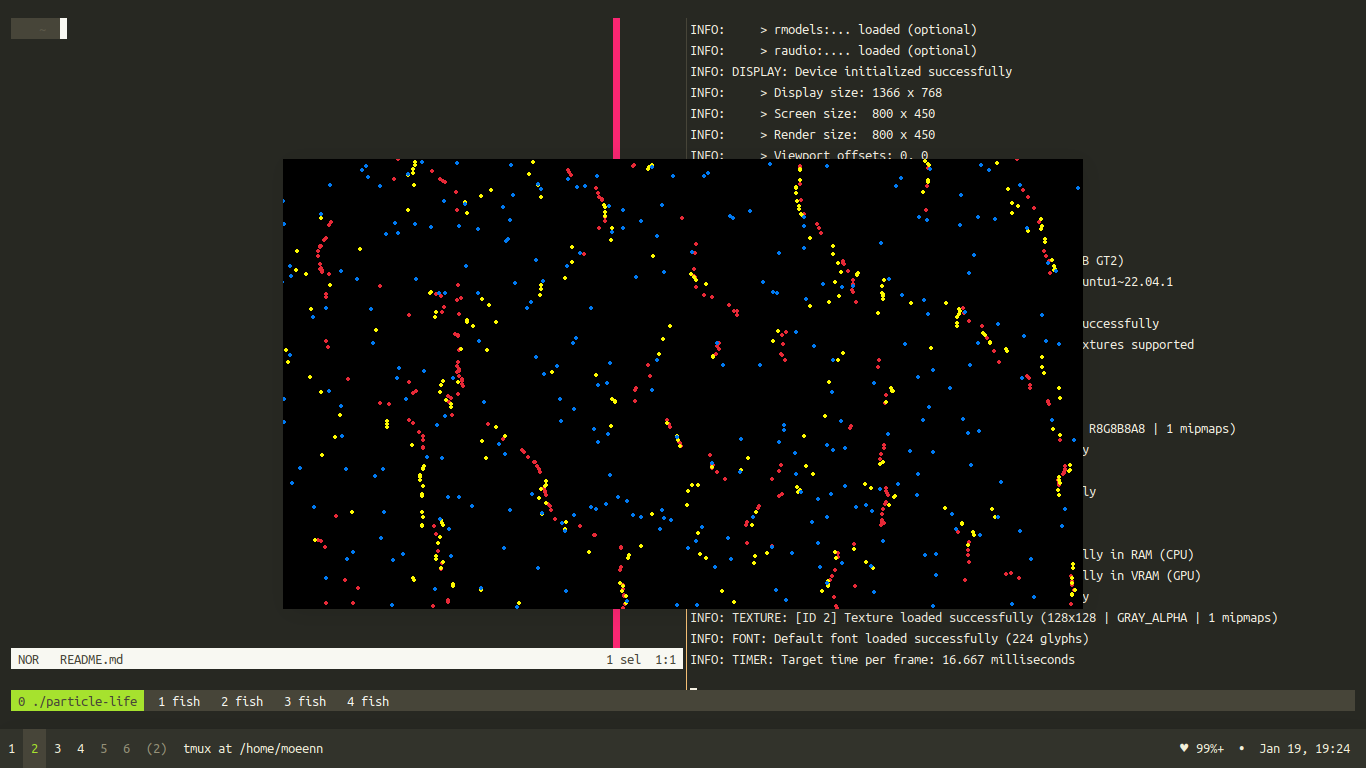 ~
INFO:     > rmodels:... loaded (optional)
INFO:     > raudio:.... loaded (optional)
INFO: DISPLAY: Device initialized successfully
INFO:     > Display size: 1366 x 768
INFO:     > Screen size:  800 x 450
INFO:     > Render size:  800 x 450
INFO:     > Viewport offsets: 0, 0
B GT2)
untu1~22.04.1
uccessfully
xtures supported
R8G8B8A8 | 1 mipmaps)
y
ly
lly in RAM (CPU)
lly in VRAM (GPU)
y
INFO: TEXTURE: [ID 2] Texture loaded successfully (128x128 | GRAY_ALPHA | 1 mipmaps)
INFO: FONT: Default font loaded successfully (224 glyphs)
INFO: TIMER: Target time per frame: 16.667 milliseconds
NOR   README.md   1 sel  1:1
0 ./particle-life  1 fish  2 fish  3 fish  4 fish
1  2  3  4  5  6  (2)  tmux at /home/moeenn  ♥ 99%+  •  Jan 19, 19:24